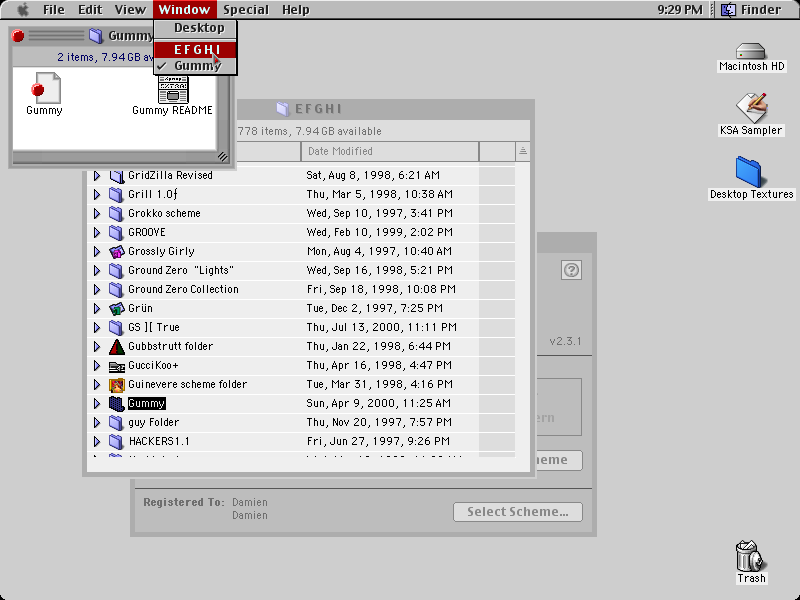 File Edit View Window Special Help 9:29 PM Finder
Desktop
E F G H I
✓ Gummy
Gummy
2 items, 7.94 GB av
Gummy
Gummy README
Macintosh HD
KSA Sampler
Desktop Textures
Trash
E F G H I
778 items, 7.94 GB available
Date Modified
GridZilla Revised Sat, Aug 8, 1998, 6:21 AM
Grill 1.0ƒ Thu, Mar 5, 1998, 10:38 AM
Grokko scheme Wed, Sep 10, 1997, 3:41 PM
GROOVE Wed, Feb 10, 1999, 2:02 PM
Grossly Girly Mon, Aug 4, 1997, 10:40 AM
Ground Zero "Lights" Wed, Sep 16, 1998, 5:21 PM
Ground Zero Collection Fri, Sep 18, 1998, 10:08 PM
Grün Tue, Dec 2, 1997, 7:25 PM
GS ][ True Thu, Jul 13, 2000, 11:11 PM
Gubbstrutt folder Thu, Jan 22, 1998, 6:44 PM
GucciKoo+ Thu, Apr 16, 1998, 4:47 PM
Guinevere scheme folder Tue, Mar 31, 1998, 4:16 PM
Gummy Sun, Apr 9, 2000, 11:25 AM
guy Folder Thu, Nov 20, 1997, 7:57 PM
HACKERS1.1 Fri, Jun 27, 1997, 9:26 PM
v2.3.1
ern
heme
Registered To: Damien
Damien
Select Scheme...